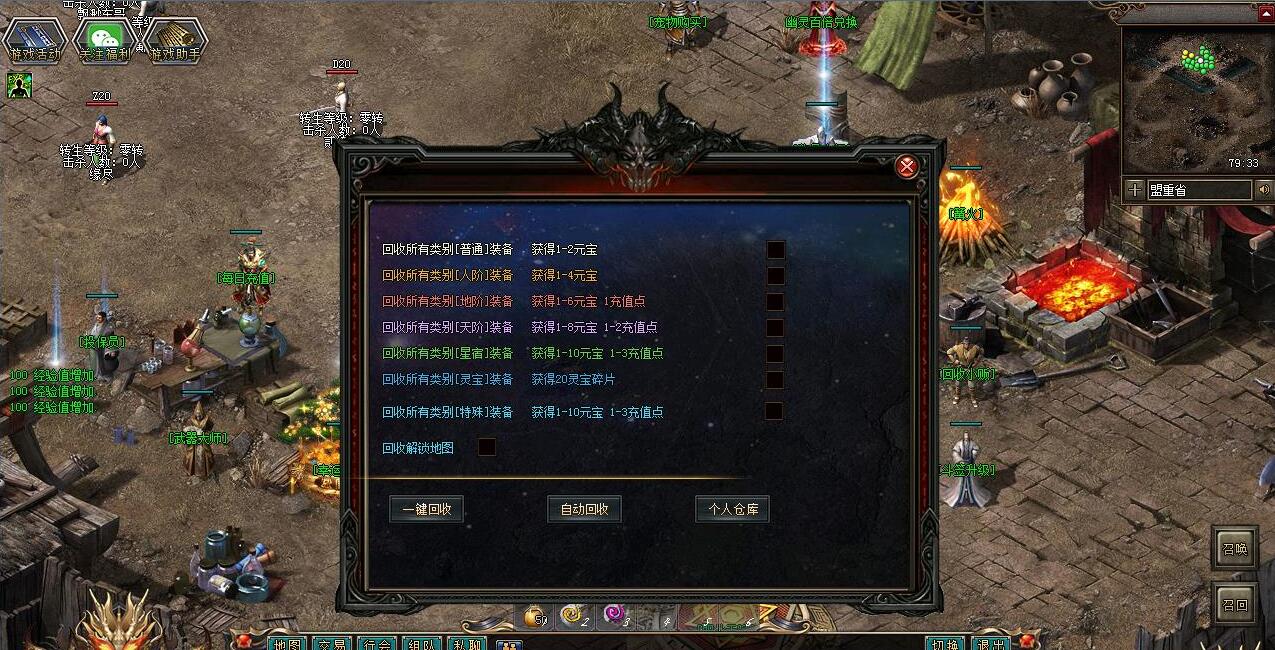 游戏活动
关注福利
游戏助手
[宠物购买]
幽灵百倍兑换
Z20
转生等级：零转
击杀人数：0人
缘尽
D20
转生等级：零转
击杀人数：0人
79.33
盟重省
[篝火]
[每日充值]
[投保员]
100 经验值增加
100 经验值增加
100 经验值增加
[武器大师]
回收所有类别[普通]装备 获得1-2元宝
回收所有类别[人阶]装备 获得1-4元宝
回收所有类别[地阶]装备 获得1-6元宝 1充值点
回收所有类别[天阶]装备 获得1-8元宝 1-2充值点
回收所有类别[星宿]装备 获得1-10元宝 1-3充值点
回收所有类别[灵宝]装备 获得20灵宝碎片
回收所有类别[特殊]装备 获得1-10元宝 1-3充值点
回收解锁地图
一键回收
自动回收
个人仓库
回收小贩]
斗笠升级]
召唤
召回
2
3
4
5
6
地图
交易
行会
组队
私聊
切换
退出